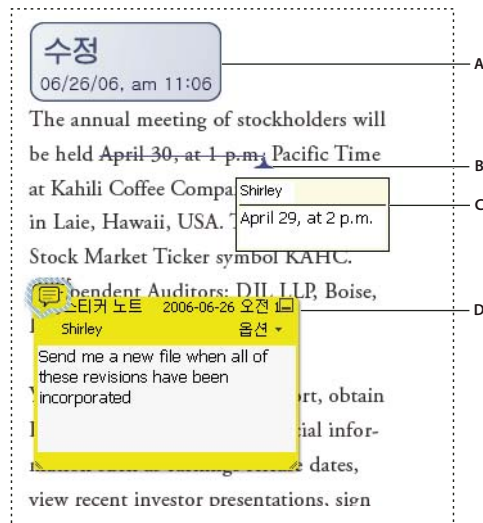 수정
06/26/06, am 11:06
A
The annual meeting of stockholders will
be held April 30, at 1 p.m. Pacific Time
B
at Kahili Coffee Compa
Shirley
C
April 29, at 2 p.m.
in Laie, Hawaii, USA.
Stock Market Ticker symbol KAHC.
pendent Auditors: DJL LLP, Boise,
D
스티커 노트 2006-06-26 오전
Shirley 옵션
Send me a new file when all of
these revisions have been
incorporated
ort, obtain
cial infor-
dates,
view recent investor presentations, sign